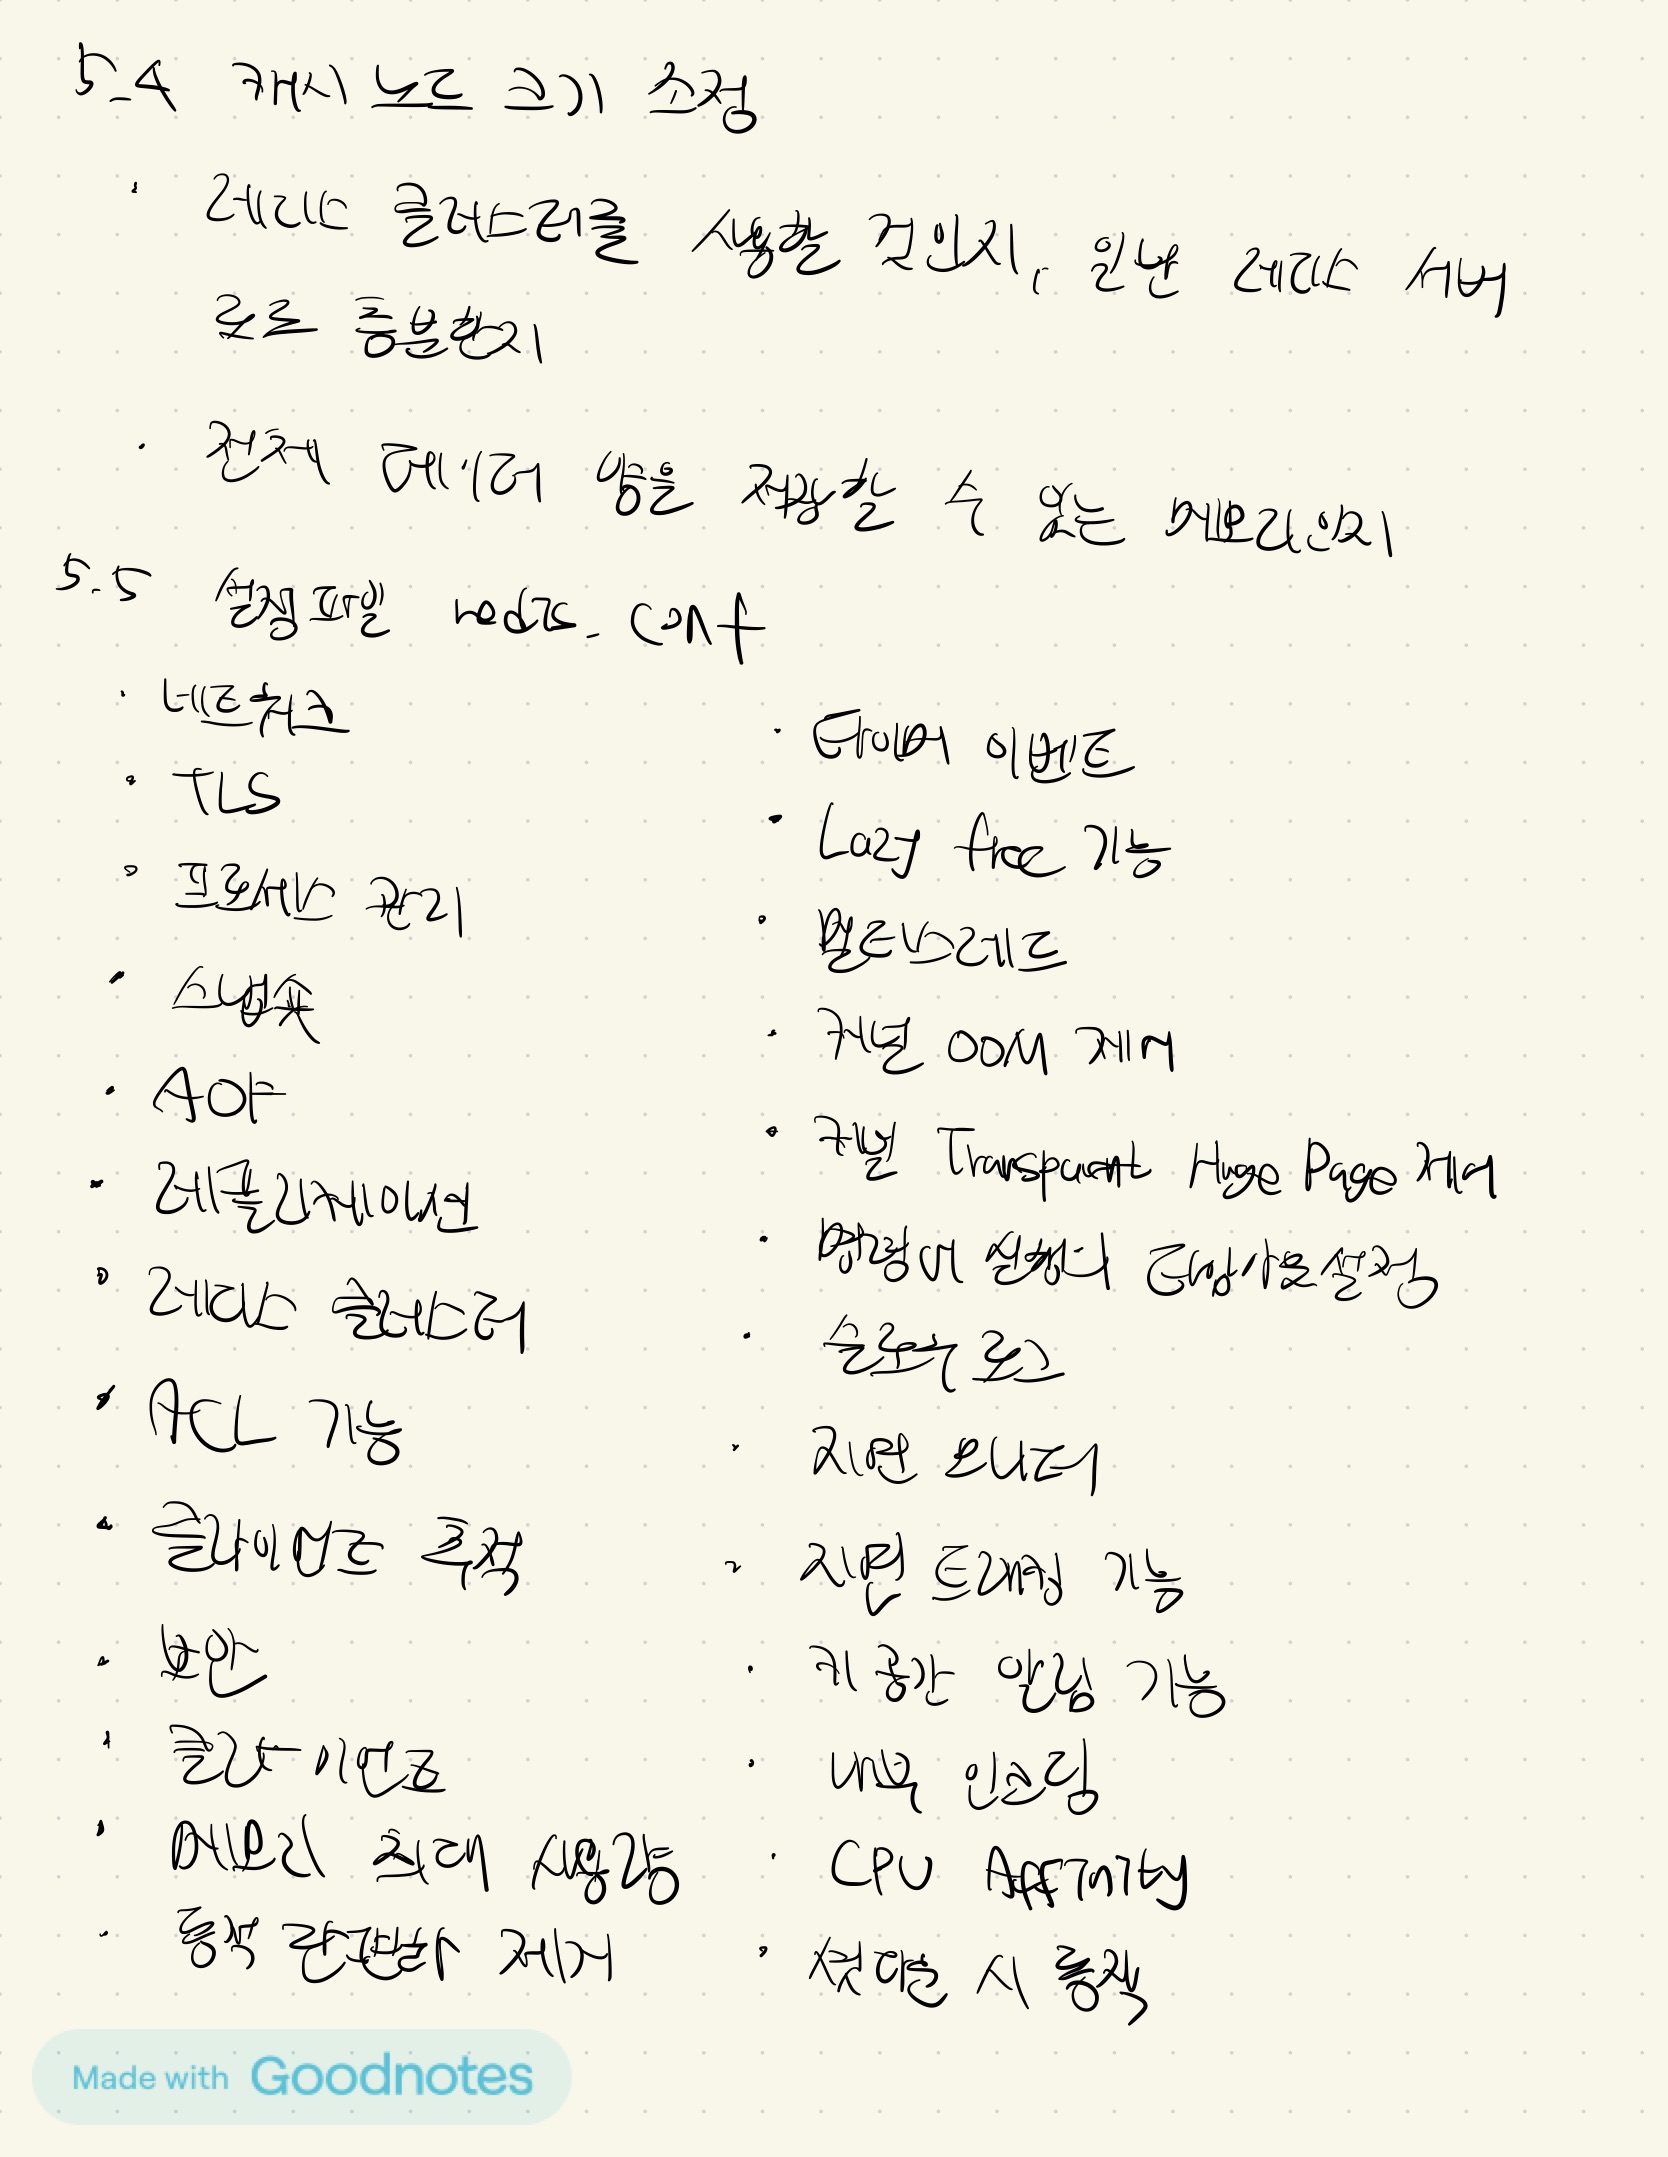 5.4 캐시 노드 크기 조정
· 레디스 클러스터를 사용할 것인지, 일반 레디스 서버
로도 충분한지
· 전체 데이터 양을 저장할 수 있는 메모리인지
5.5 설정파일 redis.conf
· 네트워크
· TLS
· 프로세스 관리
· 스냅숏
· AOF
· 레플리케이션
· 레디스 클러스터
· ACL 기능
· 클라이언트 추적
· 보안
· 클라이언트
· 메모리 최대 사용량
· 동적 단편화 제거
· 타이머 이벤트
· Lazy free 기능
· 멀티스레드
· 커널 OOM 제어
· 커널 Transparent Huge Page 제어
· 명령어 실행의 타임아웃 설정
· 슬로우 로그
· 지연 모니터
· 지연 트래킹 기능
· 키 공간 알림 기능
· 내부 인코딩
· CPU Affinity
· 셧다운 시 동작
Made with Goodnotes